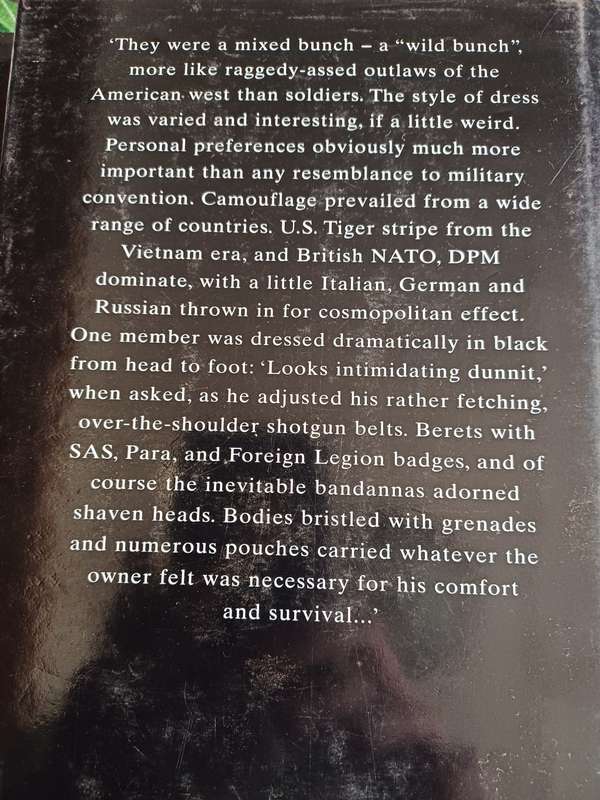 ‘They were a mixed bunch – a “wild bunch”,
more like raggedy-assed outlaws of the
American west than soldiers. The style of dress
was varied and interesting, if a little weird.
Personal preferences obviously much more
important than any resemblance to military
convention. Camouflage prevailed from a wide
range of countries. U.S. Tiger stripe from the
Vietnam era, and British NATO, DPM
dominate, with a little Italian, German and
Russian thrown in for cosmopolitan effect.
One member was dressed dramatically in black
from head to foot: ‘Looks intimidating dunnit,’
when asked, as he adjusted his rather fetching,
over-the-shoulder shotgun belts. Berets with
SAS, Para, and Foreign Legion badges, and of
course the inevitable bandannas adorned
shaven heads. Bodies bristled with grenades
and numerous pouches carried whatever the
owner felt was necessary for his comfort
and survival...’